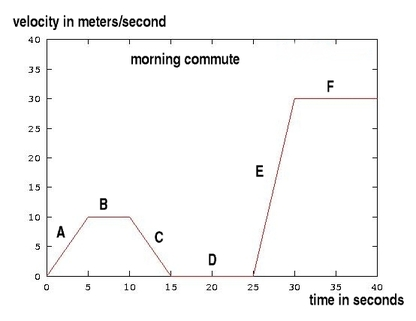 velocity in meters/second
morning commute
40
35
30
25
20
15
10
5
0
A
B
C
D
E
F
0 5 10 15 20 25 30 35 40
time in seconds